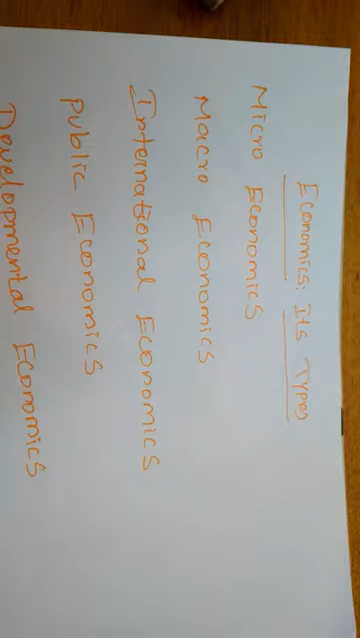 Economics: Its Types
Micro Economics
Macro Economics
International Economics
Public Economics
Developmental Economics